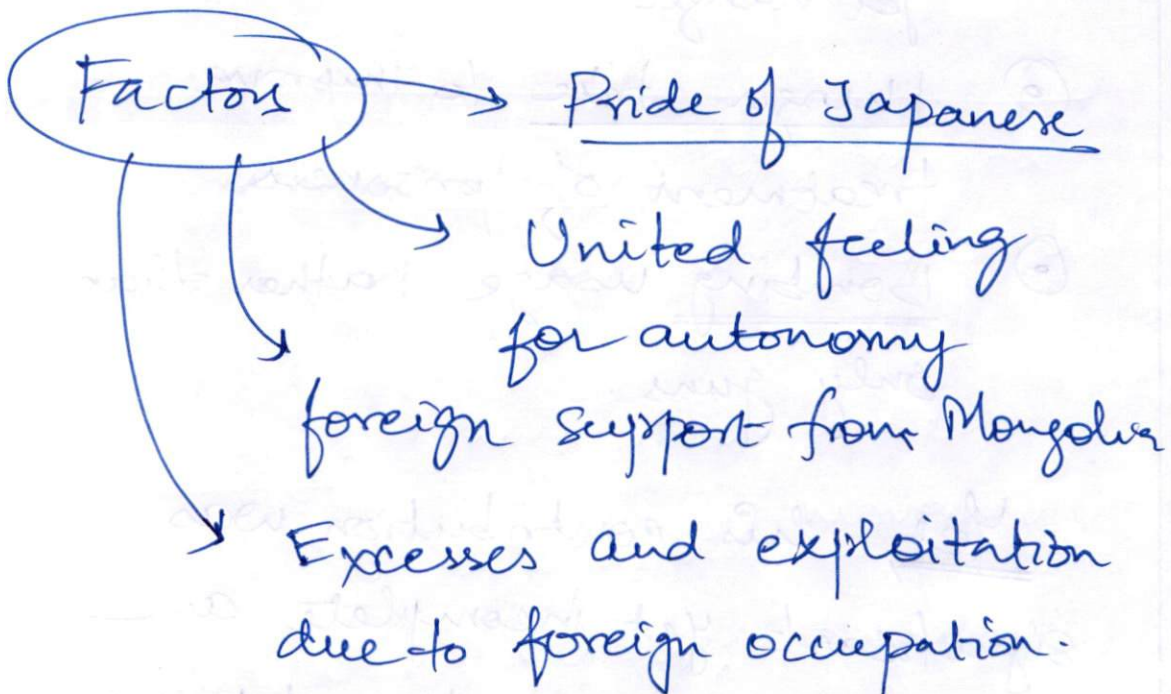 Factors
Pride of Japanese
United feeling
for autonomy
foreign support from Mongolia
Excesses and exploitation
due to foreign occupation.